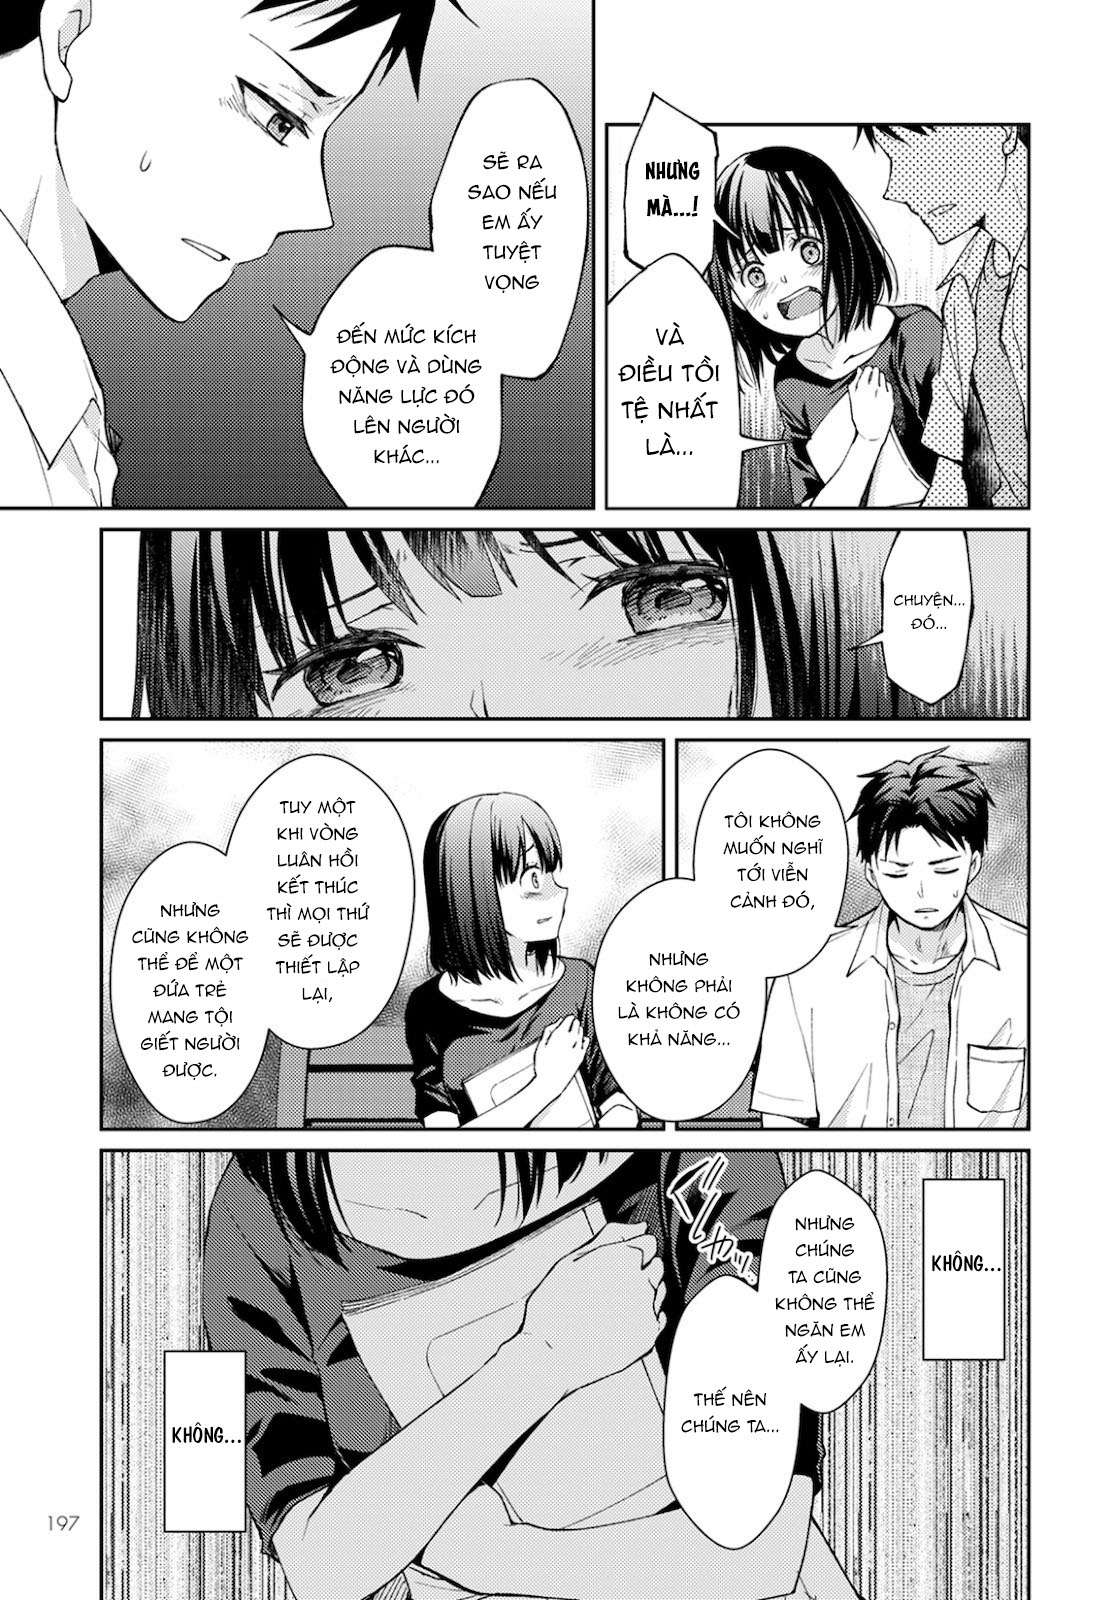 NHƯNG
MÀ...!
VÀ
ĐIỀU TỒI
TỆ NHẤT
LÀ...
SẼ RA
SAO NẾU
EM ẤY
TUYỆT
VỌNG
ĐẾN MỨC KÍCH
ĐỘNG VÀ DÙNG
NĂNG LỰC ĐÓ
LÊN NGƯỜI
KHÁC...
CHUYỆN...
ĐÓ...
TÔI KHÔNG
MUỐN NGHĨ
TỚI VIỄN
CẢNH ĐÓ,
NHƯNG
KHÔNG PHẢI
LÀ KHÔNG CÓ
KHẢ NĂNG...
TUY MỘT
KHI VÒNG
LUÂN HỒI
KẾT THÚC
THÌ MỌI THỨ
SẼ ĐƯỢC
THIẾT LẬP
LẠI,
NHƯNG
CŨNG KHÔNG
THỂ ĐỂ MỘT
ĐỨA TRẺ
MANG TỘI
GIẾT NGƯỜI
ĐƯỢC.
KHÔNG...
NHƯNG
CHÚNG
TA CŨNG
KHÔNG THỂ
NGĂN EM
ẤY LẠI.
THẾ NÊN
CHÚNG TA...
ぐしゃッ...
KHÔNG...
197